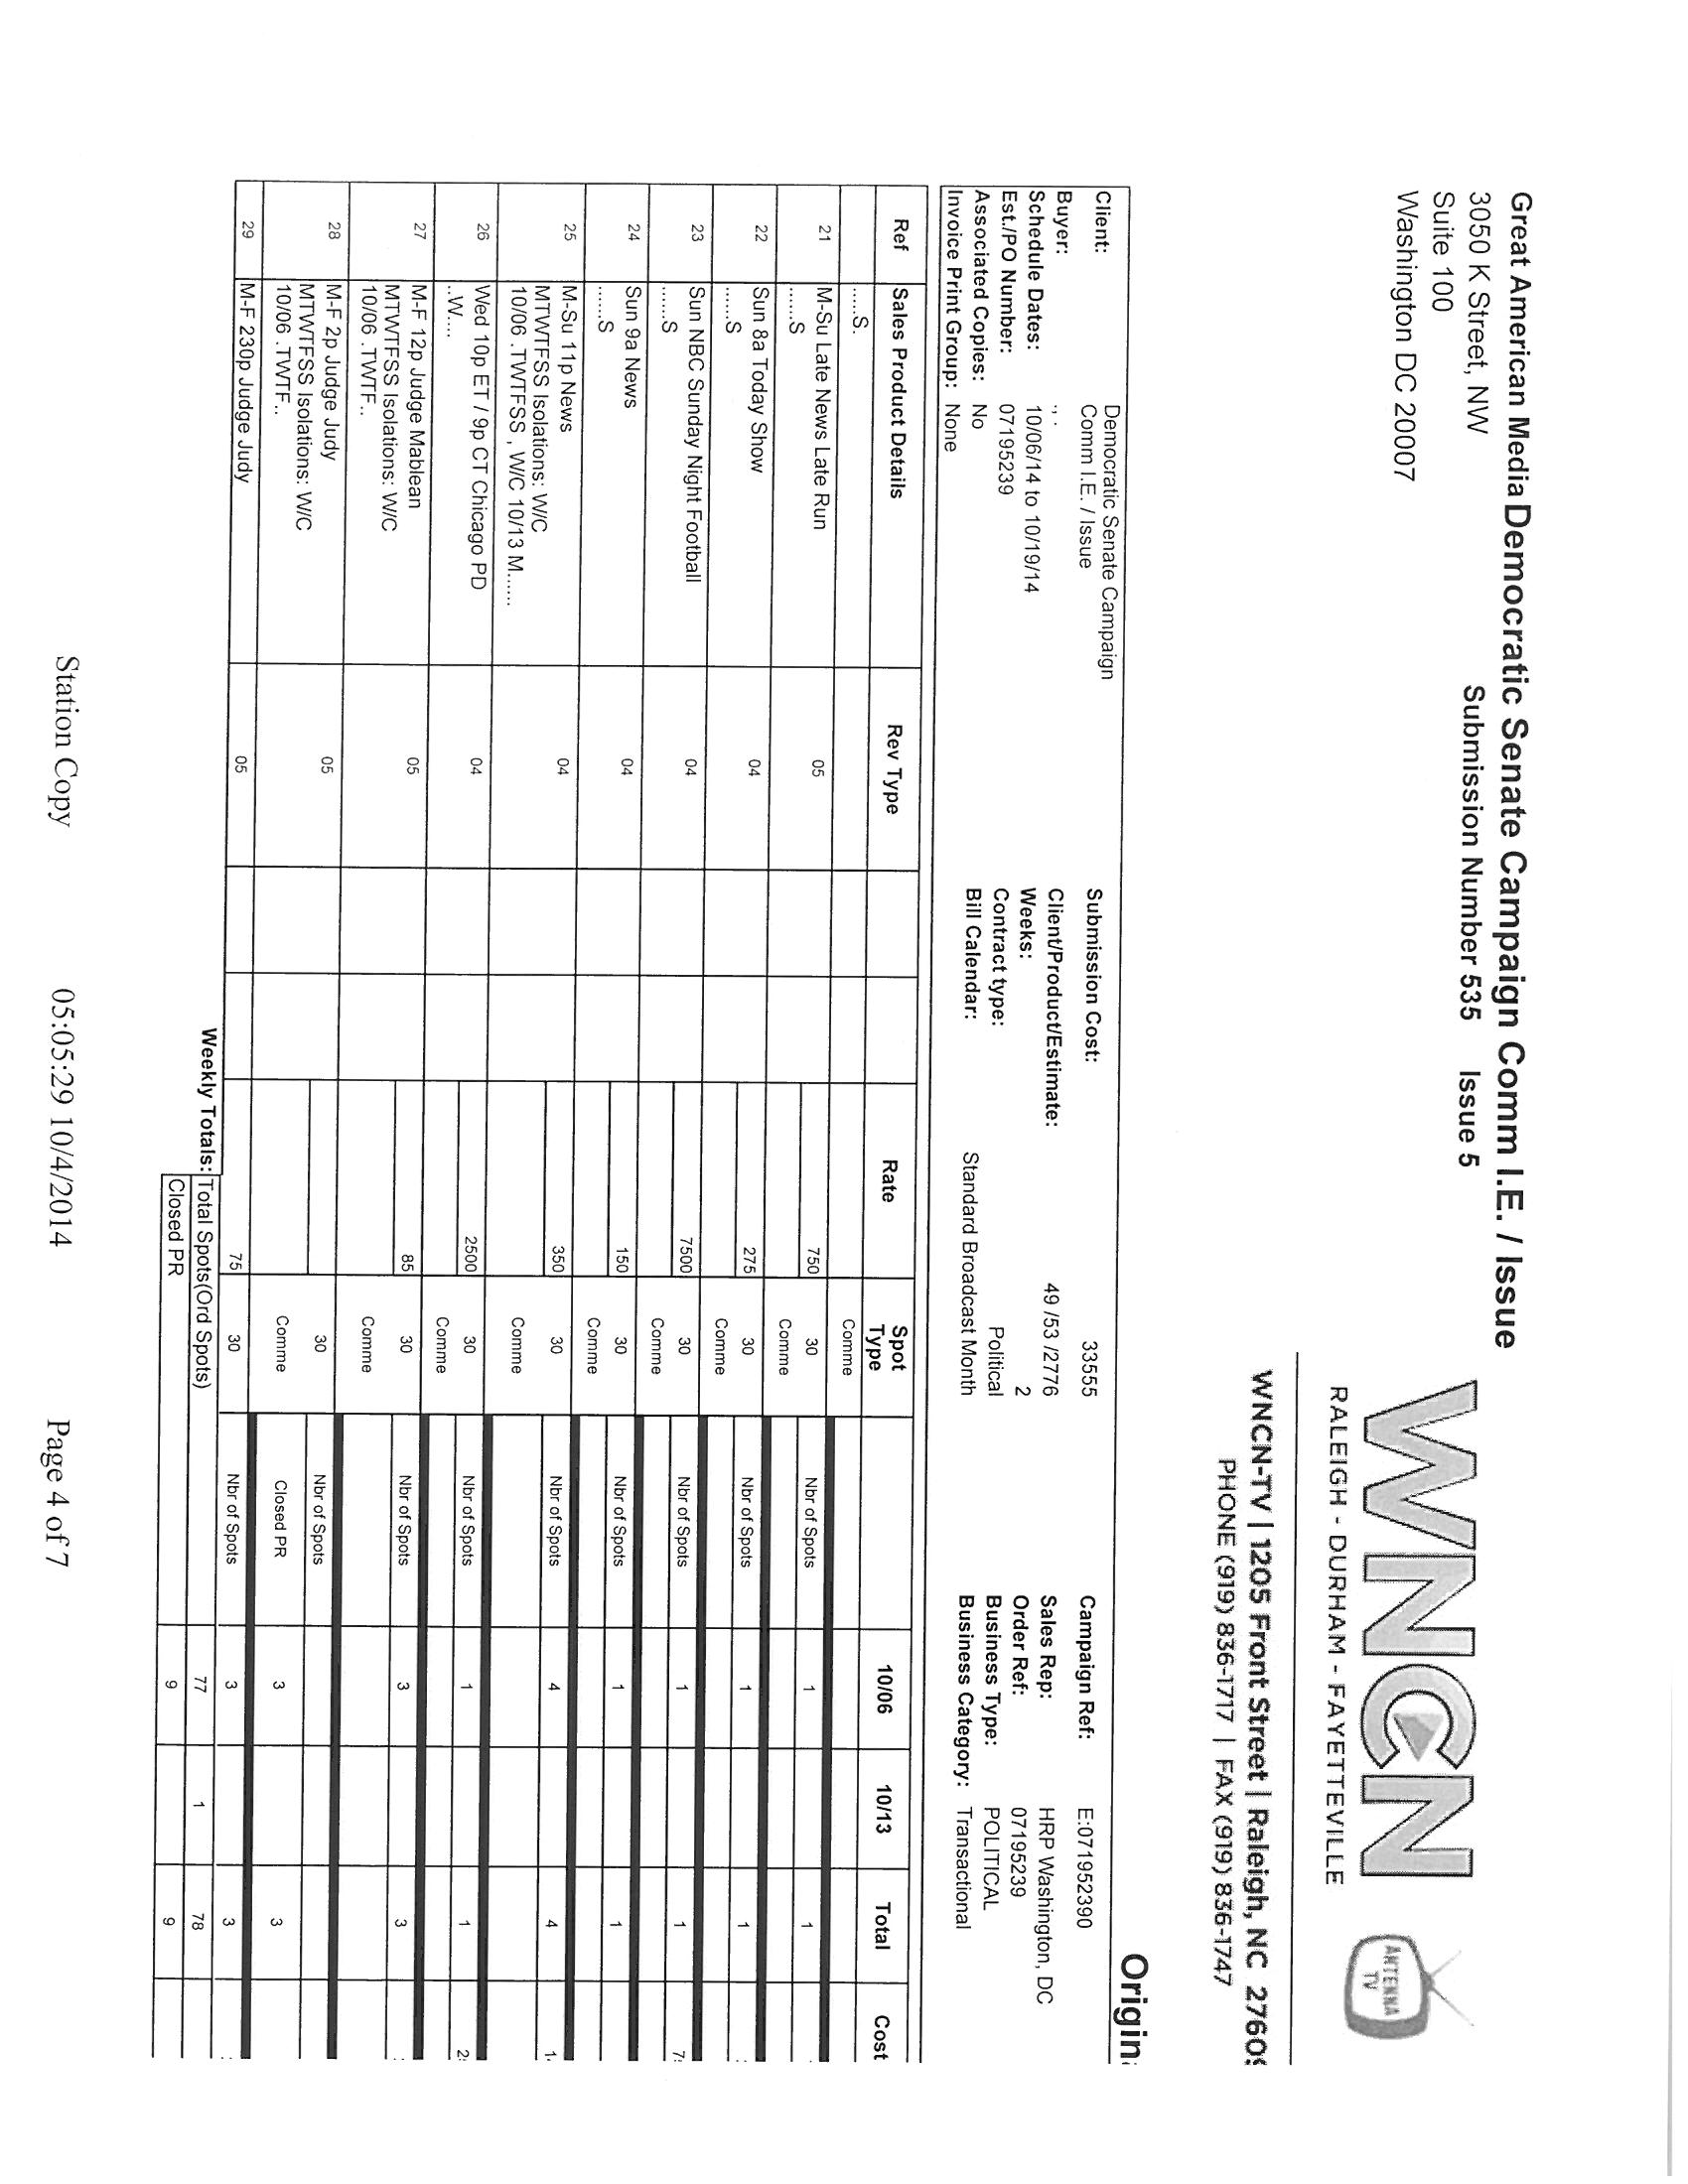 Great American Media Democratic Senate Campaign Comm I.E. / Issue
3050 K Street, NW
Submission Number 535 Issue 5
Suite 100
Washington DC 20007
WNCN
RALEIGH - DURHAM - FAYETTEVILLE
ANTENNA
TV
WNCN-TV | 1205 Front Street | Raleigh, NC 2760
PHONE (919) 836-1717 | FAX (919) 836-1747
Client: Democratic Senate Campaign
Comm I.E. / Issue
Buyer: ., .
Schedule Dates: 10/06/14 to 10/19/14
Est./PO Number: 07195239
Associated Copies: No
Invoice Print Group: None
Submission Cost: 33555
Client/Product/Estimate: 49 /53 /2776
Weeks: 2
Contract type: Political
Bill Calendar: Standard Broadcast Month
Campaign Ref: E:071952390
Sales Rep: HRP Washington, DC
Order Ref: 07195239
Business Type: POLITICAL
Business Category: Transactional
Ref Sales Product Details Rev Type Rate Spot Type 10/06 10/13 Total Cost
.....S. Comme
21 M-Su Late News Late Run 05 750 30 Nbr of Spots 1 1
......S Comme
22 Sun 8a Today Show 04 275 30 Nbr of Spots 1 1
......S Comme
23 Sun NBC Sunday Night Football 04 7500 30 Nbr of Spots 1 1
......S Comme
24 Sun 9a News 04 150 30 Nbr of Spots 1 1
......S Comme
25 M-Su 11p News 04 350 30 Nbr of Spots 4 4
MTWTFSS Isolations: W/C Comme
10/06 .TWTFSS , W/C 10/13 M......
26 Wed 10p ET / 9p CT Chicago PD 04 2500 30 Nbr of Spots 1 1
..W.... Comme
27 M-F 12p Judge Mablean 05 85 30 Nbr of Spots 3 3
MTWTFSS Isolations: W/C Comme
10/06 .TWTF..
28 M-F 2p Judge Judy 05 30 Nbr of Spots
MTWTFSS Isolations: W/C Comme Closed PR 3 3
10/06 .TWTF..
29 M-F 230p Judge Judy 05 75 30 Nbr of Spots 3 3
Weekly Totals: Total Spots(Ord Spots) 77 1 78
Closed PR 9 9
Station Copy 05:05:29 10/4/2014 Page 4 of 7